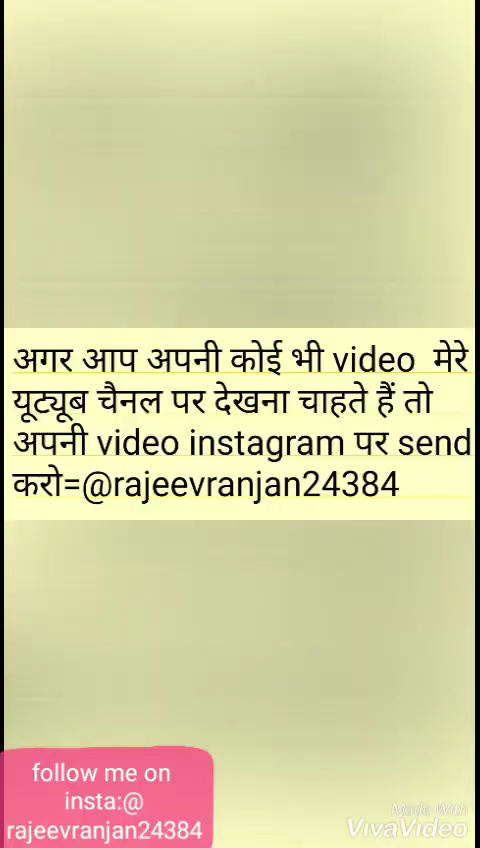 अगर आप अपनी कोई भी video मेरे
यूट्यूब चैनल पर देखना चाहते हैं तो
अपनी video instagram पर send
करो=@rajeevranjan24384
follow me on
insta:@
rajeevranjan24384
Made With
VivaVideo